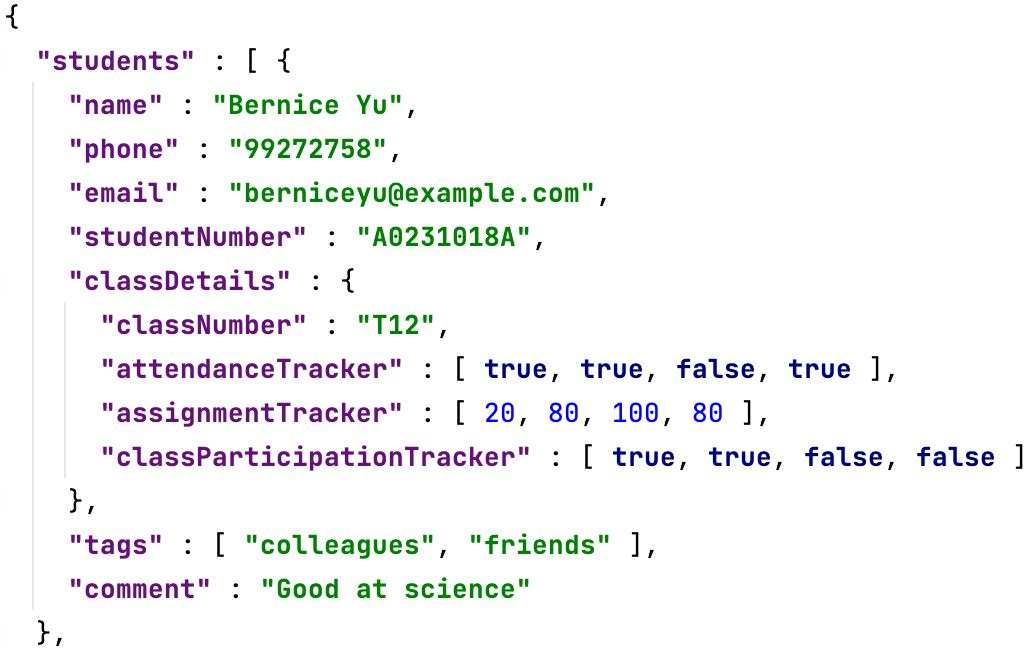 {
  "students" : [ {
    "name" : "Bernice Yu",
    "phone" : "99272758",
    "email" : "berniceyu@example.com",
    "studentNumber" : "A0231018A",
    "classDetails" : {
      "classNumber" : "T12",
      "attendanceTracker" : [ true, true, false, true ],
      "assignmentTracker" : [ 20, 80, 100, 80 ],
      "classParticipationTracker" : [ true, true, false, false ]
    },
    "tags" : [ "colleagues", "friends" ],
    "comment" : "Good at science"
  },